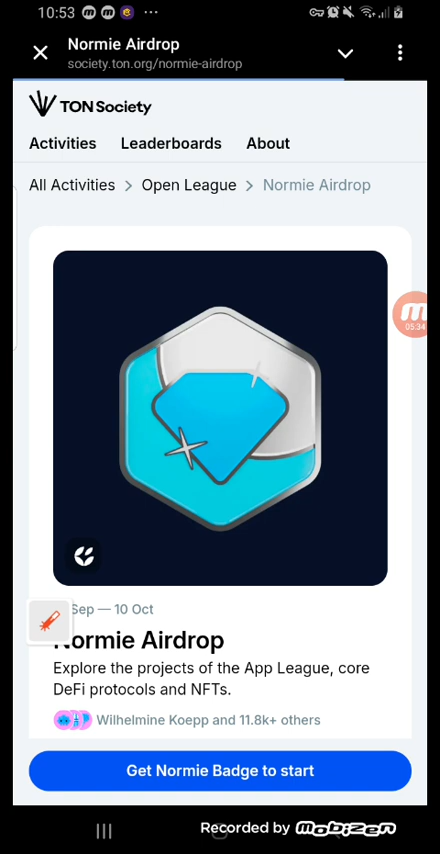 10:53
Normie Airdrop
society.ton.org/normie-airdrop
TON Society
Activities Leaderboards About
All Activities > Open League > Normie Airdrop
05:34
Sep — 10 Oct
Normie Airdrop
Explore the projects of the App League, core
DeFi protocols and NFTs.
Wilhelmine Koepp and 11.8k+ others
Get Normie Badge to start
Recorded by mobizen